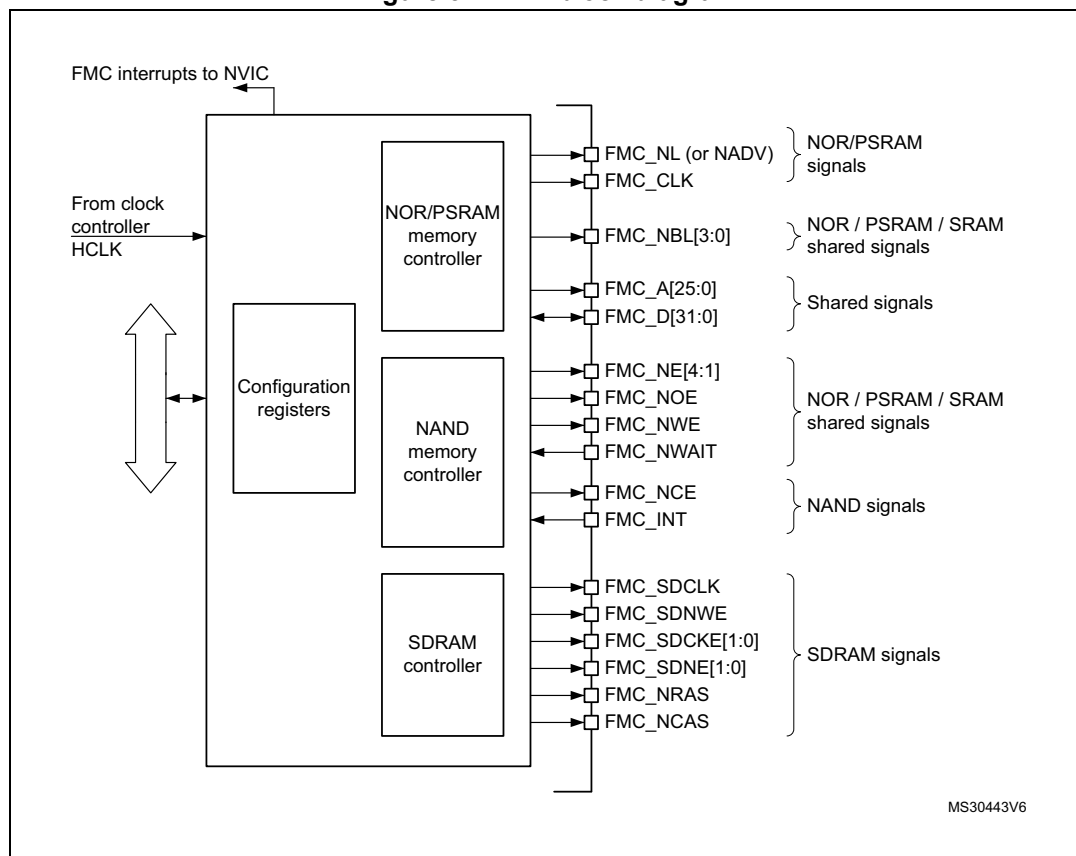 FMC interrupts to NVIC
From clock
controller
HCLK
Configuration
registers
NOR/PSRAM
memory
controller
NAND
memory
controller
SDRAM
controller
FMC_NL (or NADV)
FMC_CLK
NOR/PSRAM
signals
FMC_NBL[3:0]
NOR / PSRAM / SRAM
shared signals
FMC_A[25:0]
FMC_D[31:0]
Shared signals
FMC_NE[4:1]
FMC_NOE
FMC_NWE
FMC_NWAIT
NOR / PSRAM / SRAM
shared signals
FMC_NCE
FMC_INT
NAND signals
FMC_SDCLK
FMC_SDNWE
FMC_SDCKE[1:0]
FMC_SDNE[1:0]
FMC_NRAS
FMC_NCAS
SDRAM signals
MS30443V6